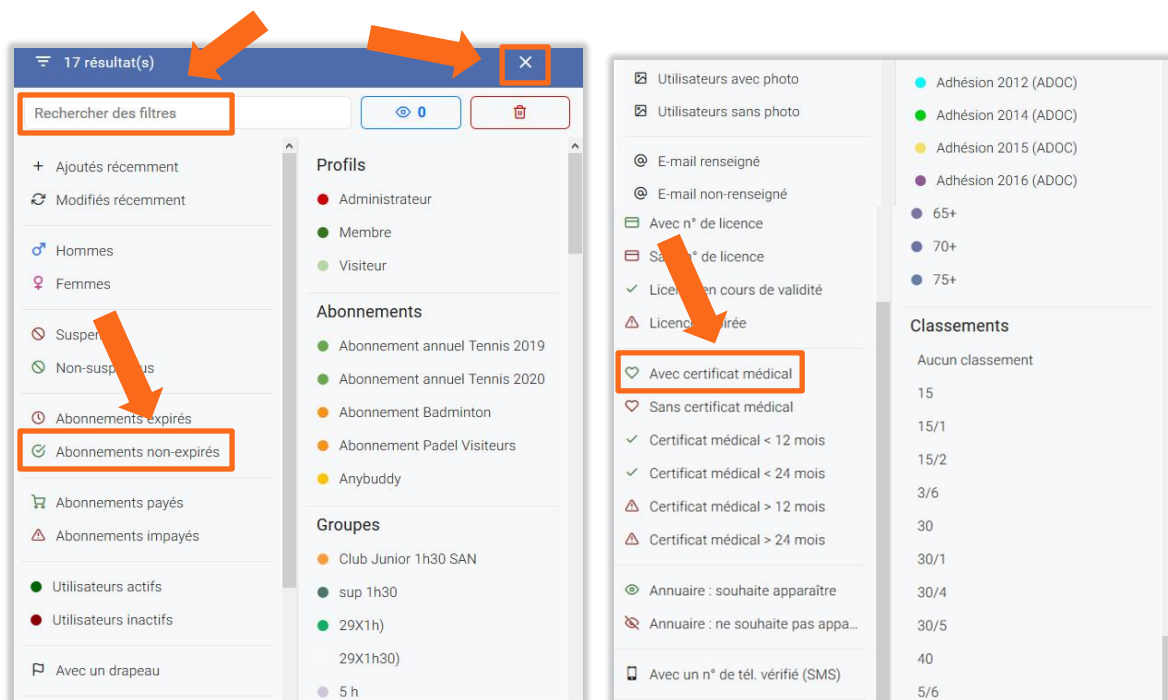 17 résultat(s)
Rechercher des filtres
0
Ajoutés récemment
Modifiés récemment
Hommes
Femmes
Non-suspendus
Abonnements expirés
Abonnements non-expirés
Abonnements payés
Abonnements impayés
Utilisateurs actifs
Utilisateurs inactifs
Avec un drapeau
Profils
Administrateur
Membre
Visiteur
Abonnements
Abonnement annuel Tennis 2019
Abonnement annuel Tennis 2020
Abonnement Badminton
Abonnement Padel Visiteurs
Anybuddy
Groupes
Club Junior 1h30 SAN
sup 1h30
29X1h)
29X1h30)
5 h
Utilisateurs avec photo
Utilisateurs sans photo
E-mail renseigné
E-mail non-renseigné
Avec n° de licence
Sans n° de licence
Licence en cours de validité
Licence expirée
Avec certificat médical
Sans certificat médical
Certificat médical < 12 mois
Certificat médical < 24 mois
Certificat médical > 12 mois
Certificat médical > 24 mois
Annuaire : souhaite apparaître
Annuaire : ne souhaite pas appa...
Avec un n° de tél. vérifié (SMS)
Adhésion 2012 (ADOC)
Adhésion 2014 (ADOC)
Adhésion 2015 (ADOC)
Adhésion 2016 (ADOC)
65+
70+
75+
Classements
Aucun classement
15
15/1
15/2
3/6
30
30/1
30/4
30/5
40
5/6